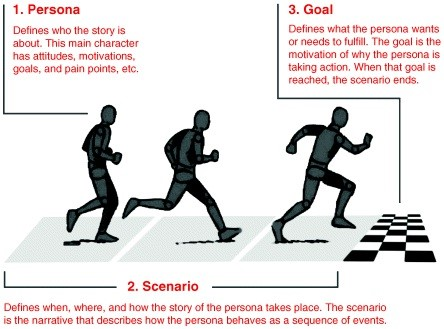 1. Persona
Defines who the story is
about. This main character
has attitudes, motivations,
goals, and pain points, etc.
3. Goal
Defines what the persona wants
or needs to fulfill. The goal is the
motivation of why the persona is
taking action. When that goal is
reached, the scenario ends.
2. Scenario
Defines when, where, and how the story of the persona takes place. The scenario
is the narrative that describes how the persona behaves as a sequence of events.